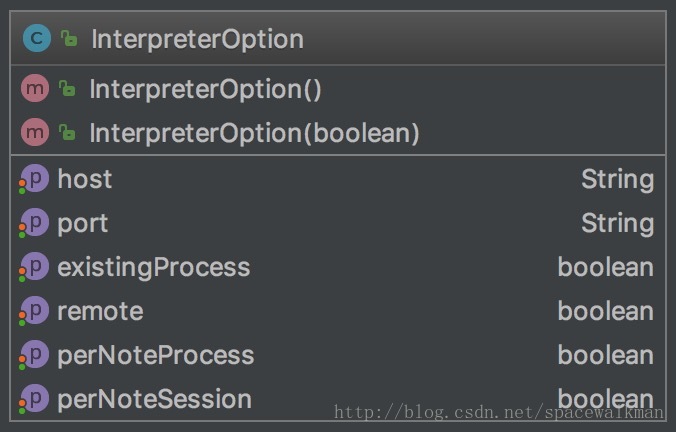 C InterpreterOption
m InterpreterOption()
m InterpreterOption(boolean)
p host String
p port String
p existingProcess boolean
p remote boolean
p perNoteProcess boolean
p perNoteSession boolean
http://blog.csdn.net/spacewalkman